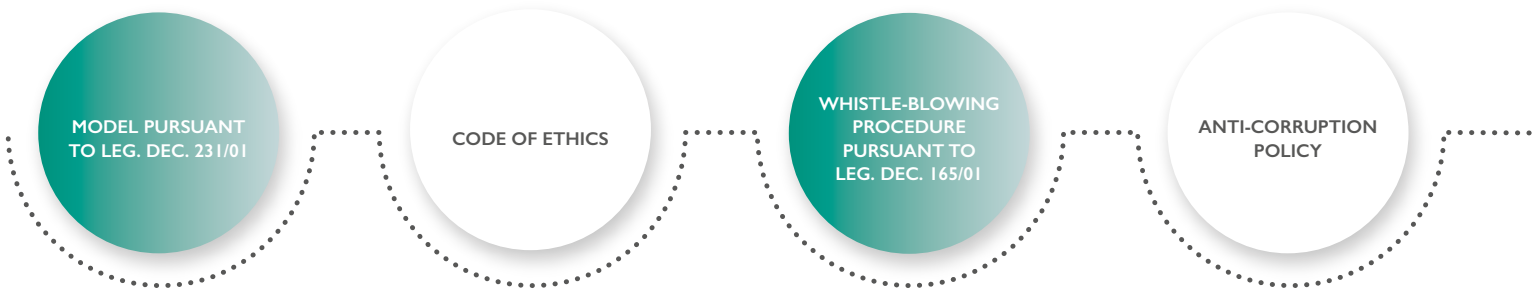 MODEL PURSUANT
TO LEG. DEC. 231/01
CODE OF ETHICS
WHISTLE-BLOWING
PROCEDURE
PURSUANT TO
LEG. DEC. 165/01
ANTI-CORRUPTION
POLICY